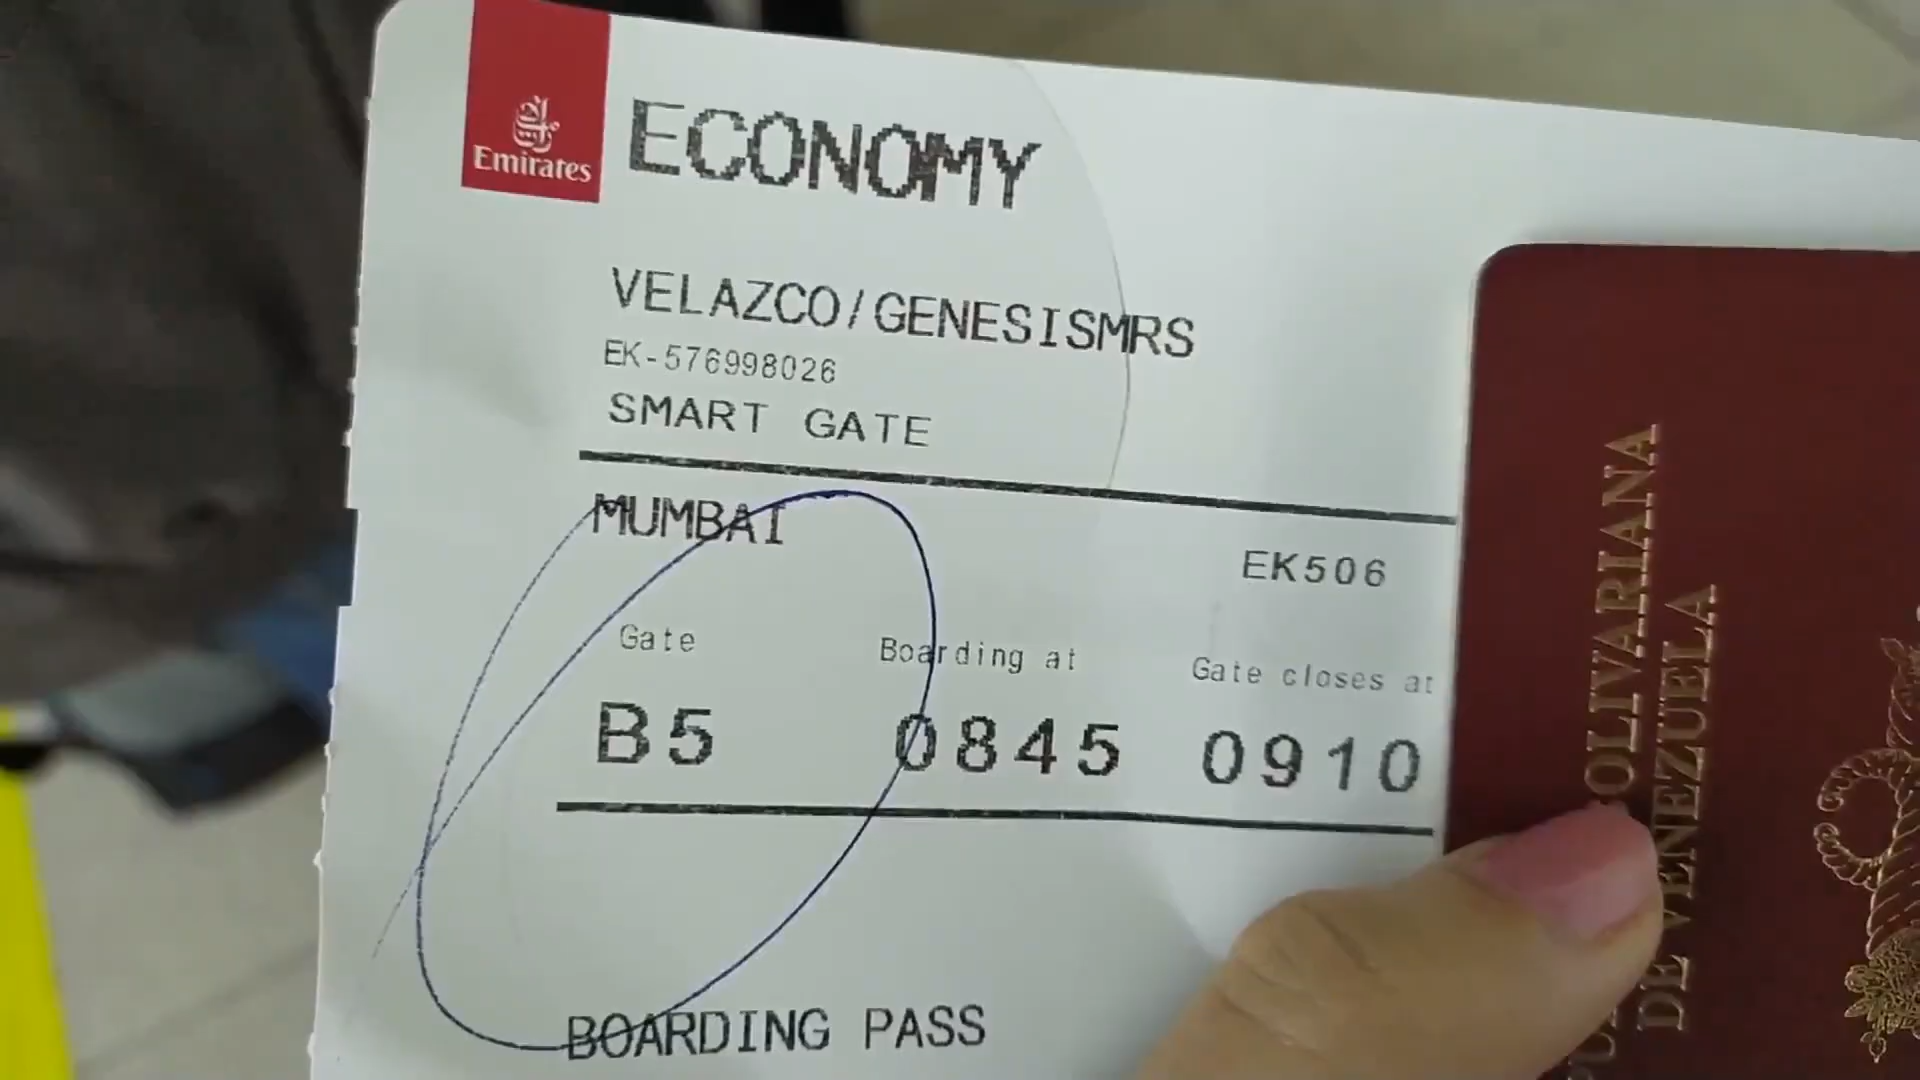 Emirates
ECONOMY
VELAZCO/GENESISMRS
EK-576998026
SMART GATE
MUMBAI
EK506
Gate
Boarding at
Gate closes at
B5
0845
0910
BOARDING PASS
BOLIVARIANA
DE VENEZUELA